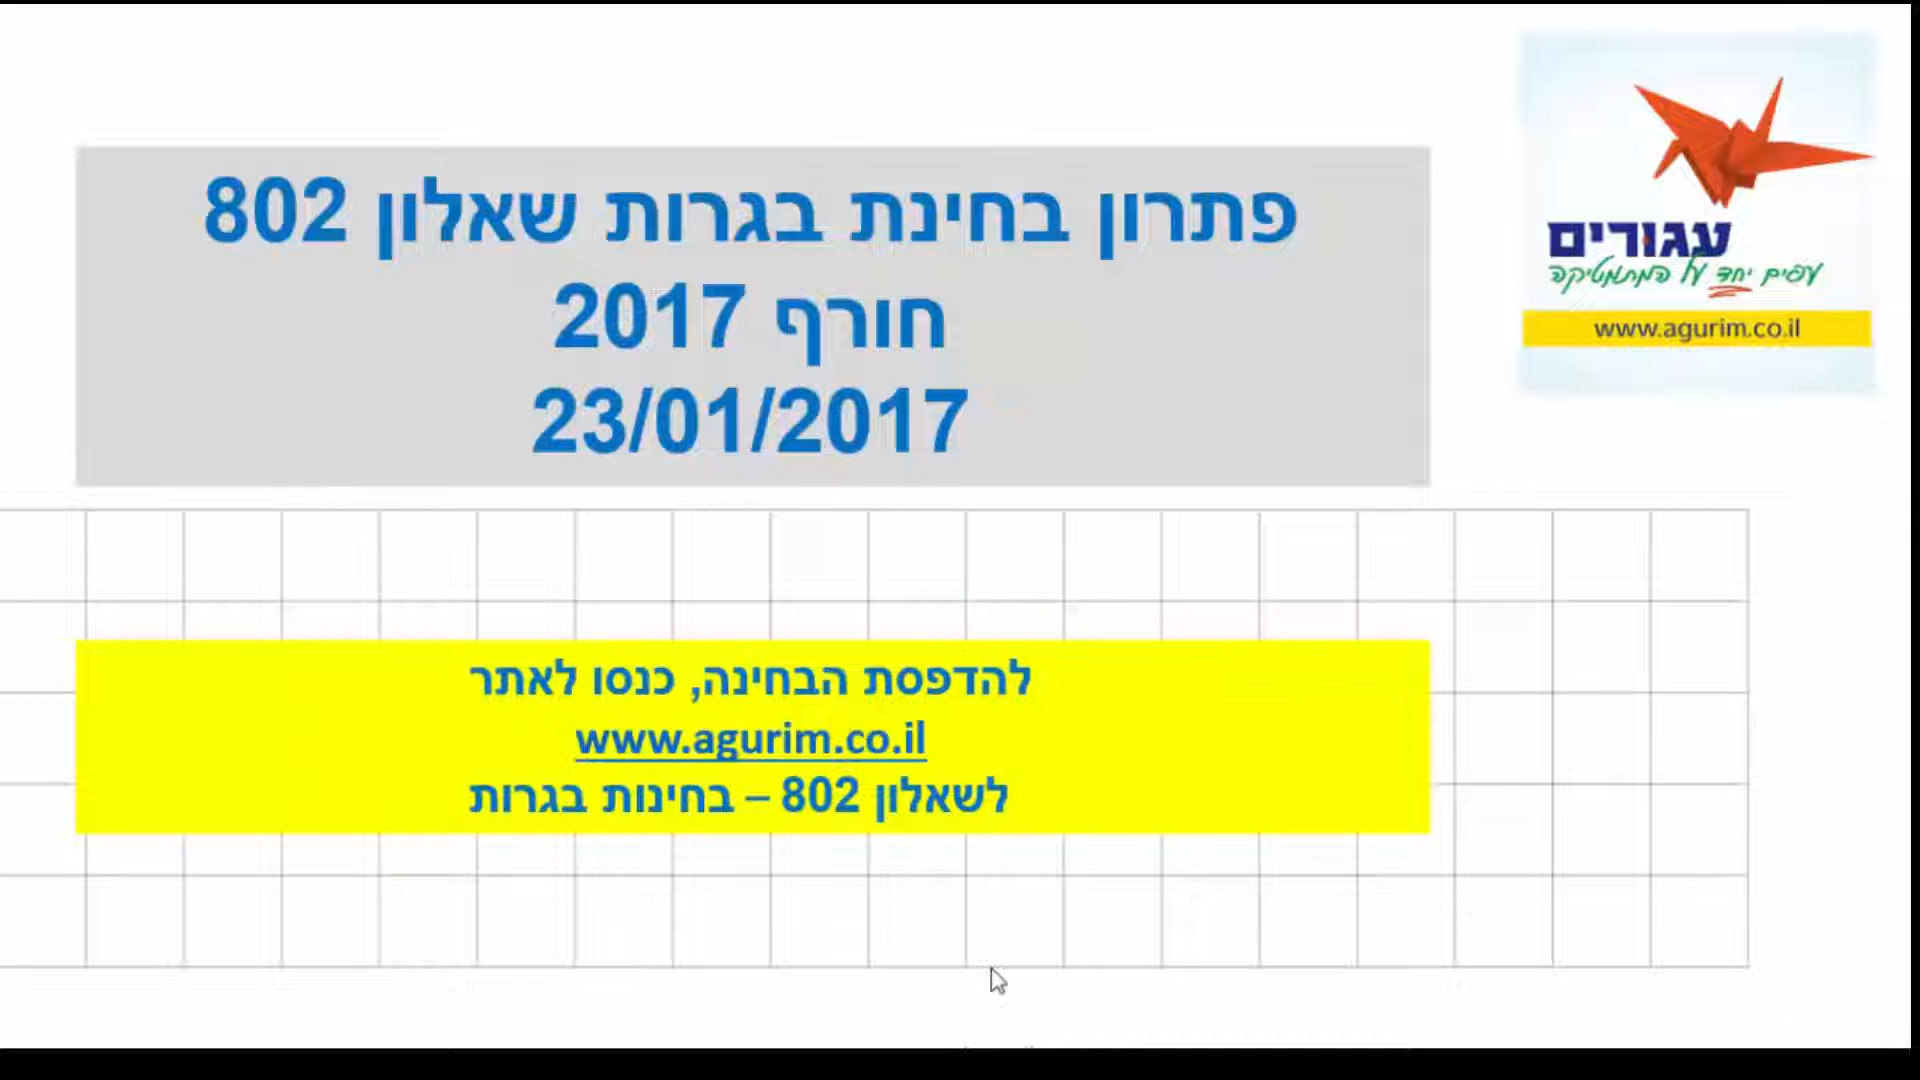 פתרון בחינת בגרות שאלון 802
חורף 2017
23/01/2017
עגורים
עפים יחד על המתמטיקה
www.agurim.co.il
להדפסת הבחינה, כנסו לאתר
www.agurim.co.il
לשאלון 802 – בחינות בגרות